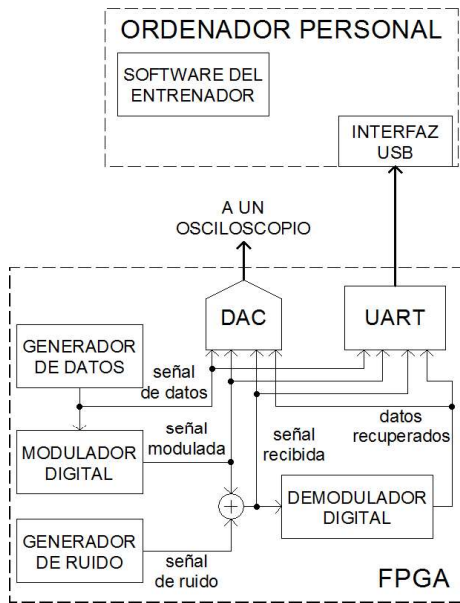 ORDENADOR PERSONAL
SOFTWARE DEL
ENTRENADOR
INTERFAZ
USB
A UN
OSCILOSCOPIO
DAC
UART
GENERADOR
DE DATOS
señal
de datos
MODULADOR
DIGITAL
señal
modulada
señal
recibida
datos
recuperados
DEMODULADOR
DIGITAL
GENERADOR
DE RUIDO
señal
de ruido
FPGA